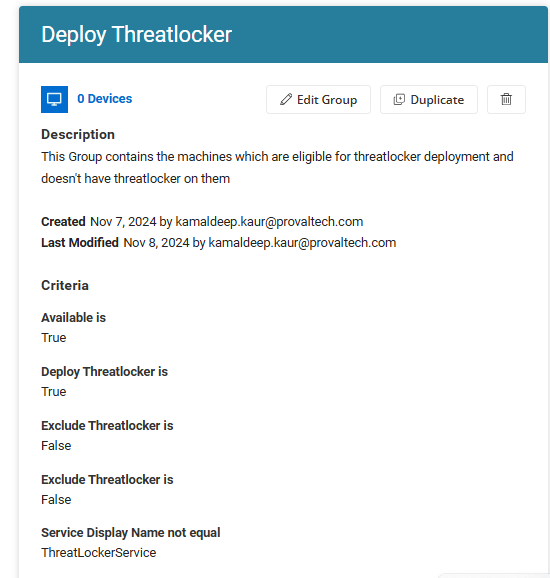 Deploy Threatlocker
0 Devices
Edit Group
Duplicate
Description
This Group contains the machines which are eligible for threatlocker deployment and
doesn't have threatlocker on them
Created Nov 7, 2024 by kamaldeep.kaur@provaltech.com
Last Modified Nov 8, 2024 by kamaldeep.kaur@provaltech.com
Criteria
Available is
True
Deploy Threatlocker is
True
Exclude Threatlocker is
False
Exclude Threatlocker is
False
Service Display Name not equal
ThreatLockerService